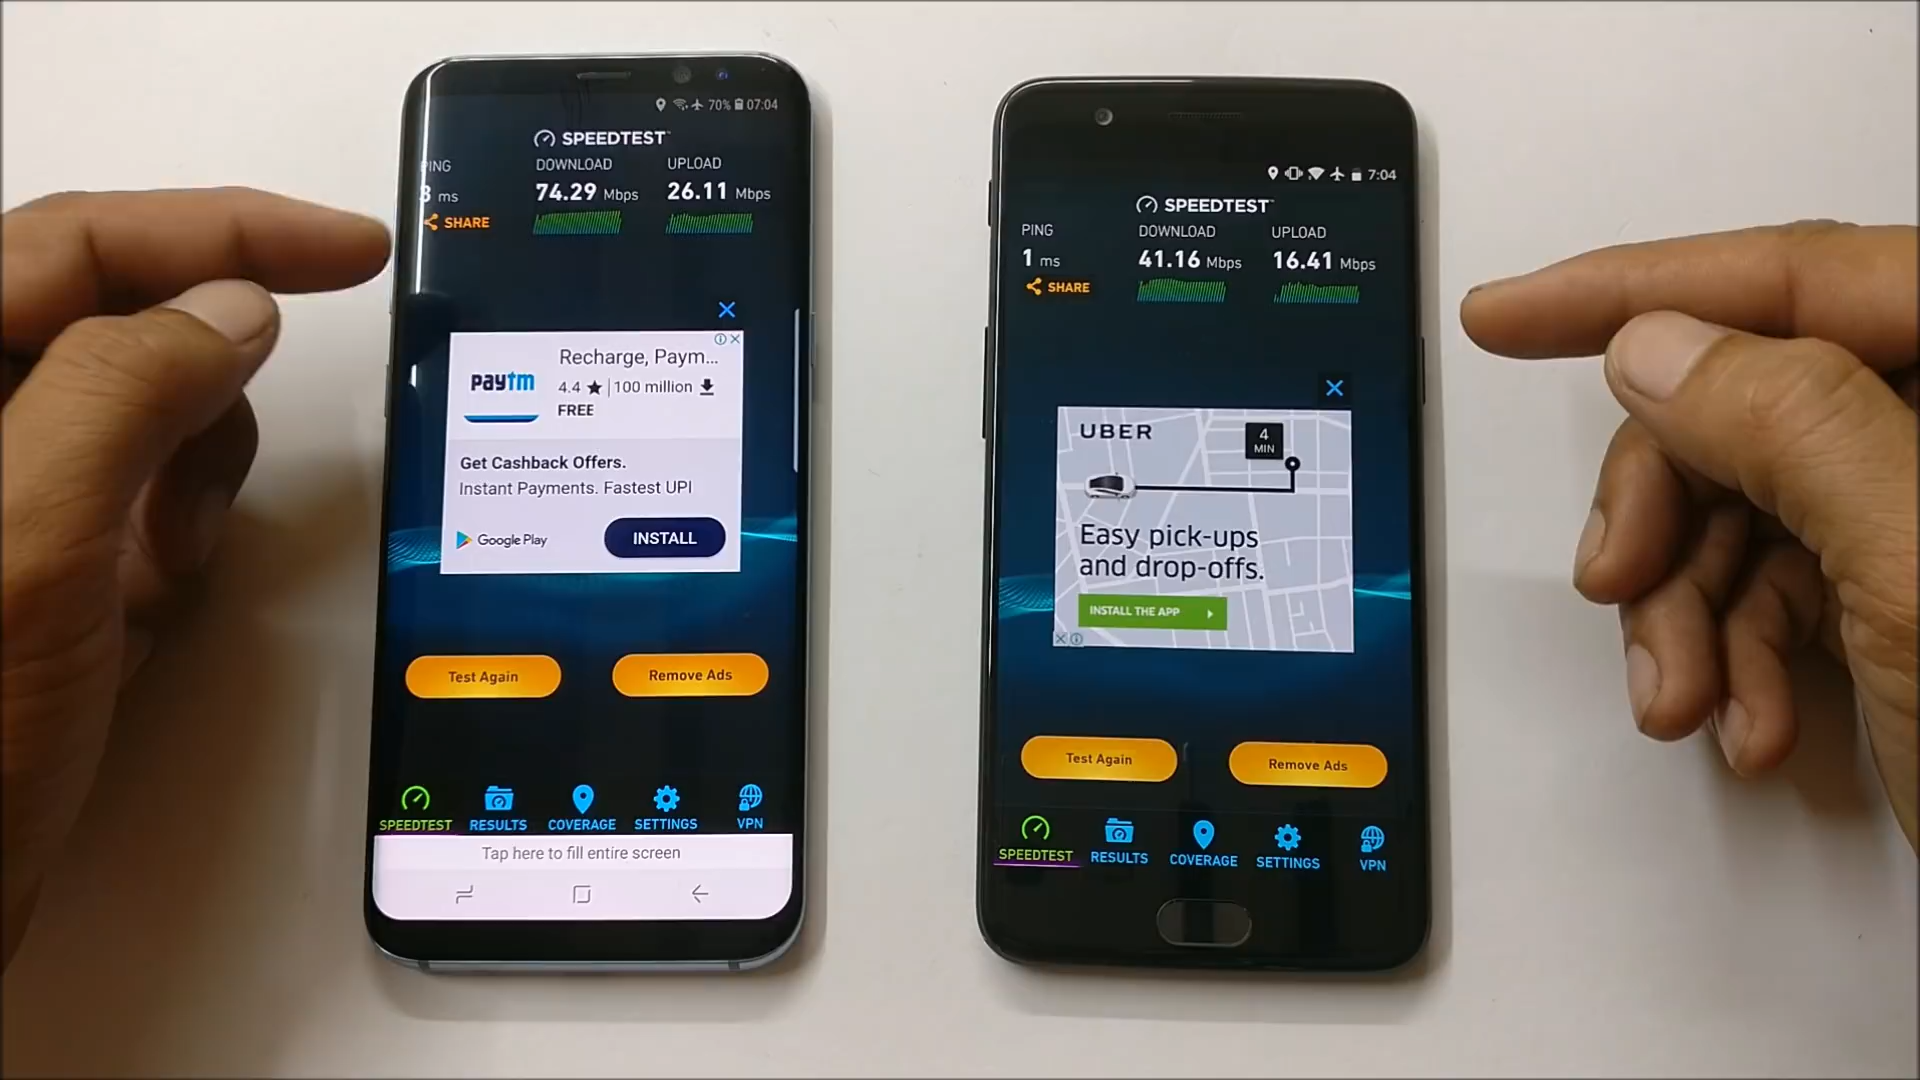 70% 07:04
SPEEDTEST
PING DOWNLOAD UPLOAD
ms 74.29 Mbps 26.11 Mbps
SHARE
Recharge, Paym...
paytm
4.4 ★ | 100 million
FREE
Get Cashback Offers.
Instant Payments. Fastest UPI
Google Play INSTALL
Test Again Remove Ads
SPEEDTEST RESULTS COVERAGE SETTINGS VPN
Tap here to fill entire screen
7:04
SPEEDTEST
PING DOWNLOAD UPLOAD
1 ms 41.16 Mbps 16.41 Mbps
SHARE
UBER
4
MIN
Easy pick-ups
and drop-offs.
INSTALL THE APP
Test Again Remove Ads
SPEEDTEST RESULTS COVERAGE SETTINGS VPN